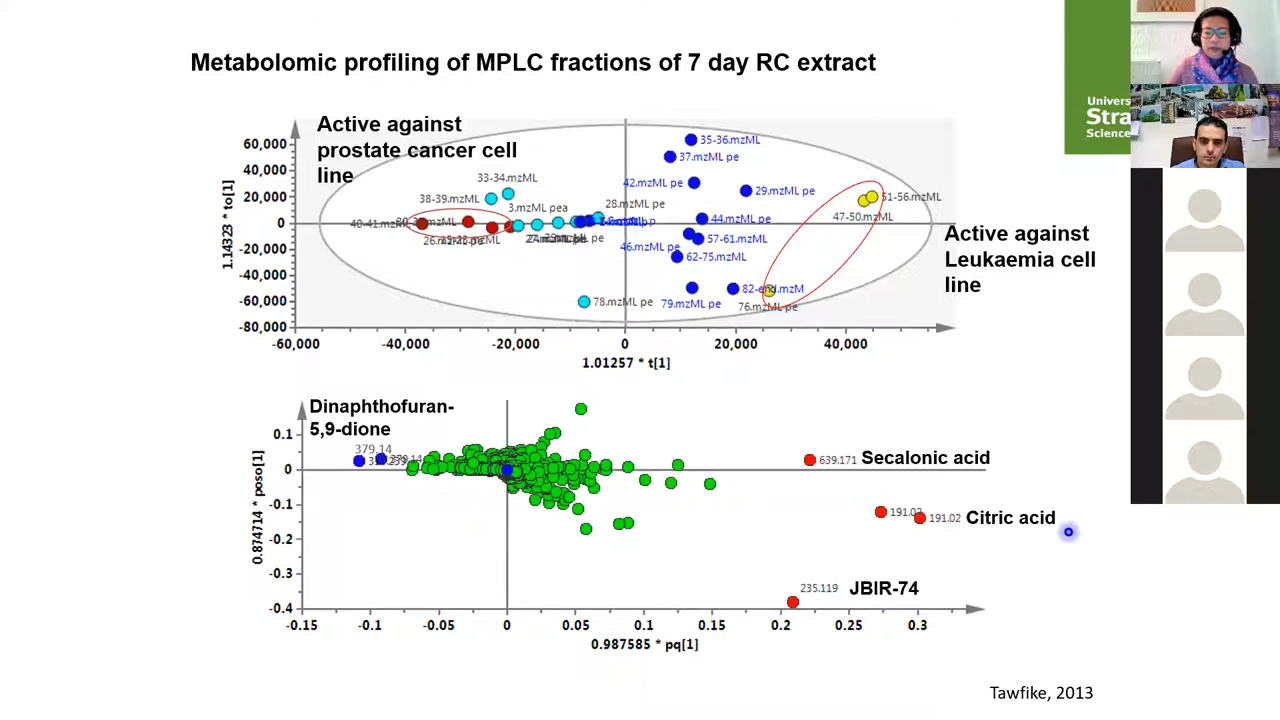 Metabolomic profiling of MPLC fractions of 7 day RC extract
Univers
Stra
Science
Active against
prostate cancer cell
line
60,000
40,000
20,000
0
-20,000
-40,000
-60,000
-80,000
1.14323 * to[1]
35-36.mzML
37.mzML pe
33-34.mzML
42.mzML pe
29.mzML pe
38-39.mzML
51-56.mzML
3.mzML pea
28.mzML pe
47-50.mzML
40-41.mzML
44.mzML pe
57-61.mzML
46.mzML pe
62-75.mzML
82-end.mzM
78.mzML pe
79.mzML pe
76.mzML pe
Active against
Leukaemia cell
line
-60,000 -40,000 -20,000 0 20,000 40,000
1.01257 * t[1]
Dinaphthofuran-
5,9-dione
379.14
0.1
0
-0.1
-0.2
-0.3
-0.4
0.874714 * poso[1]
639.171 Secalonic acid
191.02
191.02 Citric acid
235.119 JBIR-74
-0.15 -0.1 -0.05 0 0.05 0.1 0.15 0.2 0.25 0.3
0.987585 * pq[1]
Tawfike, 2013